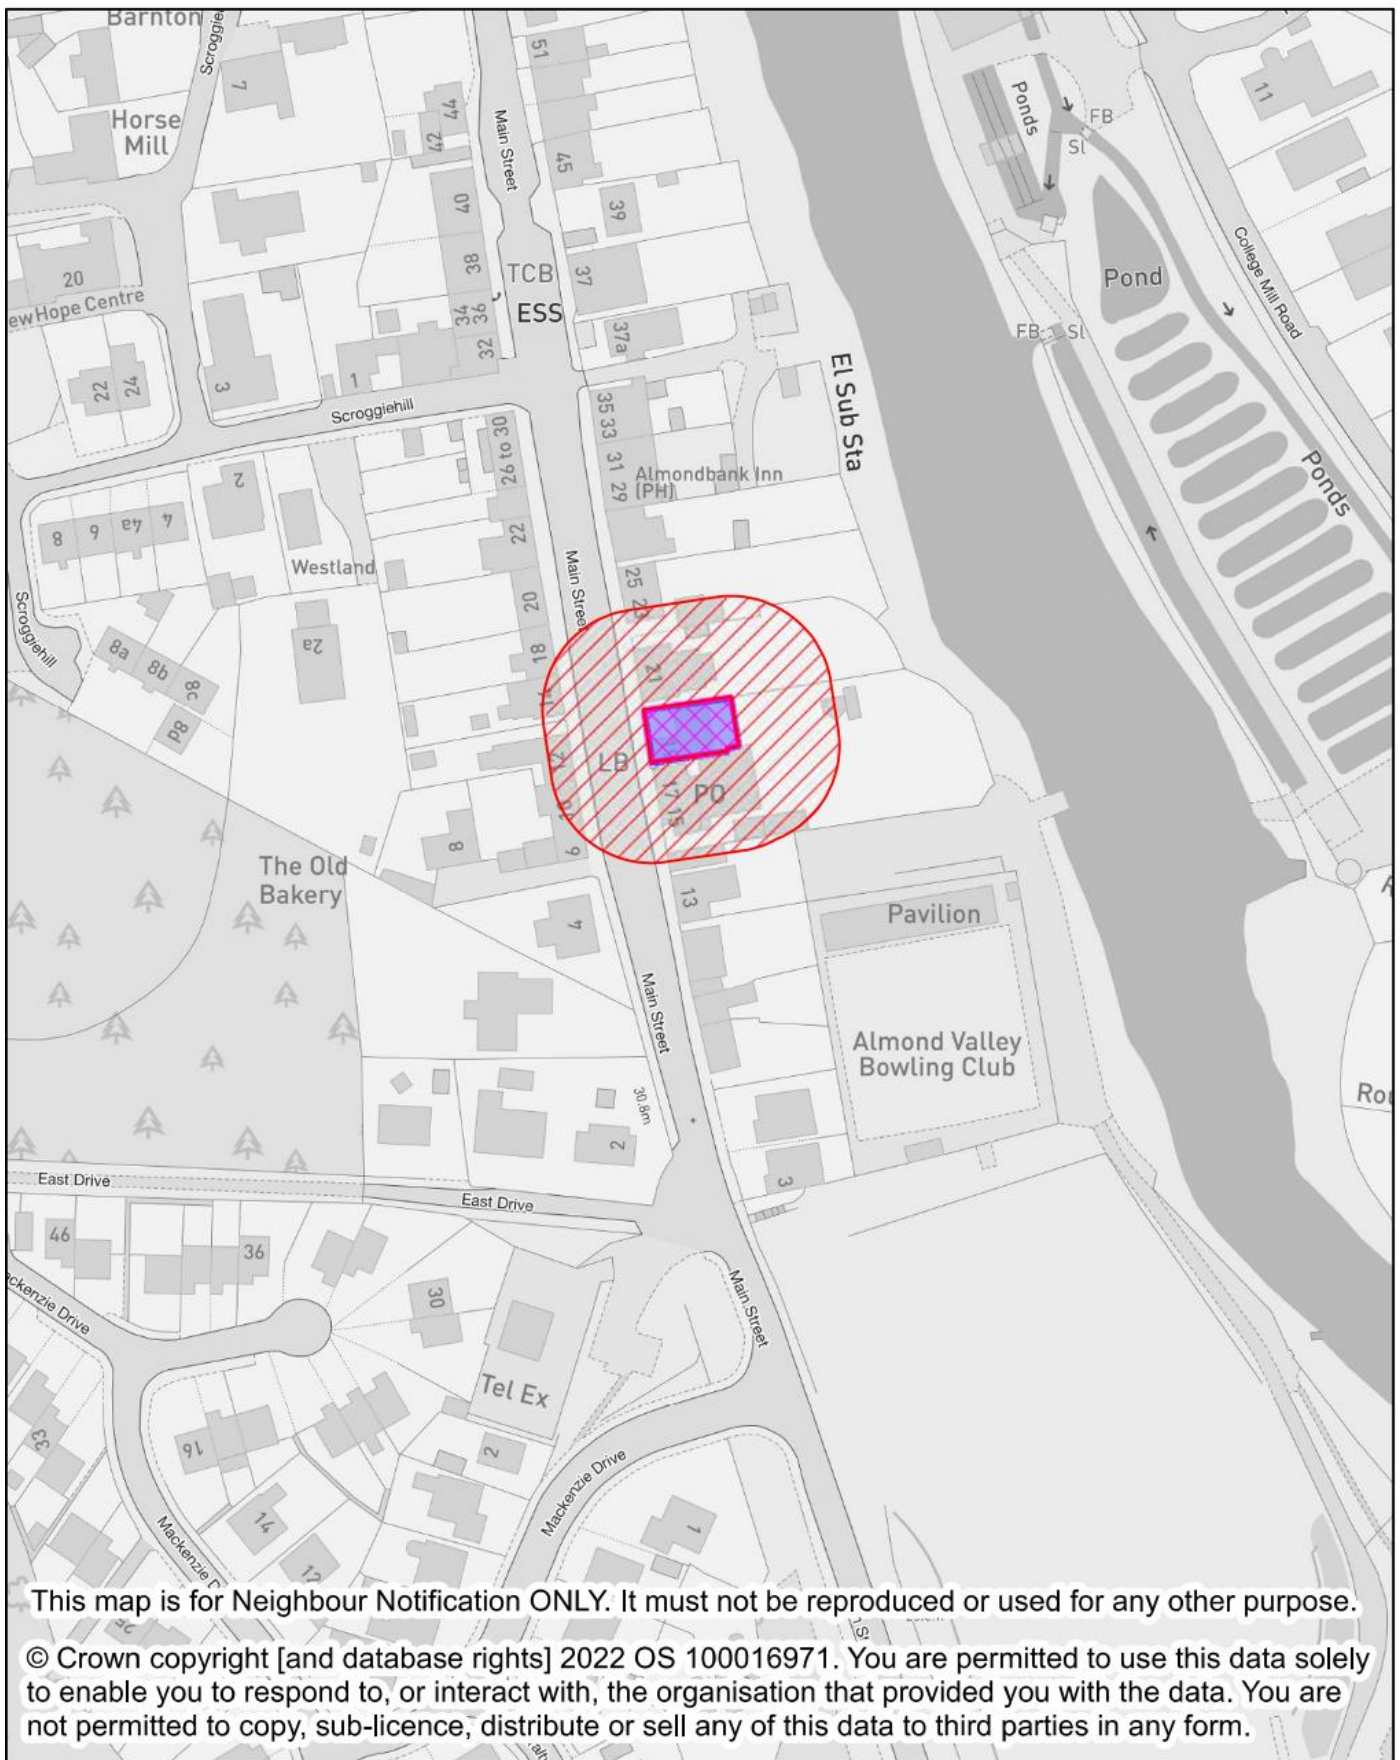 Barnton
Scroggie
7
Horse
Mill
44
42
Main Street
51
45
40
39
38
TCB
37
34
36
ESS
32
37a
20
ew Hope Centre
22
24
3
1
Scroggiehill
Ponds
FB
Sl
11
Pond
College Mill Road
FB
Sl
El Sub Sta
Ponds
35
33
31
29
Almondbank Inn
(PH)
26 to 30
2
8
6
4a
4
22
Westland
Main Street
25
20
Scroggiehill
8a
8b
8c
8d
2a
18
21
12
LB
17
15
PO
10
8
6
The Old
Bakery
13
4
Pavilion
Main Street
Almond Valley
Bowling Club
30.8m
2
3
Rou
East Drive
East Drive
46
36
ackenzie Drive
30
Main Street
Tel Ex
33
16
2
Mackenzie Drive
14
12
Mackenzie D
1
25
This map is for Neighbour Notification ONLY. It must not be reproduced or used for any other purpose.
© Crown copyright [and database rights] 2022 OS 100016971. You are permitted to use this data solely
to enable you to respond to, or interact with, the organisation that provided you with the data. You are
not permitted to copy, sub-licence, distribute or sell any of this data to third parties in any form.